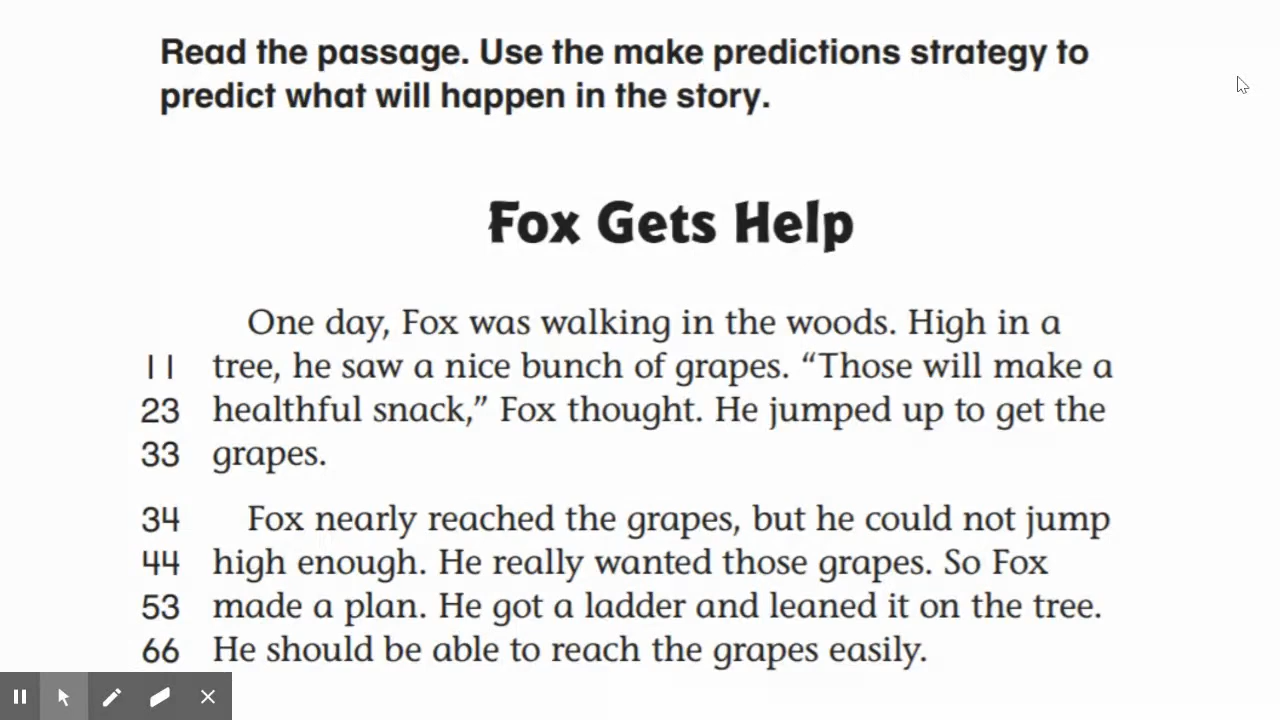 Read the passage. Use the make predictions strategy to
predict what will happen in the story.
Fox Gets Help
One day, Fox was walking in the woods. High in a
11 tree, he saw a nice bunch of grapes. “Those will make a
23 healthful snack,” Fox thought. He jumped up to get the
33 grapes.
34 Fox nearly reached the grapes, but he could not jump
44 high enough. He really wanted those grapes. So Fox
53 made a plan. He got a ladder and leaned it on the tree.
66 He should be able to reach the grapes easily.